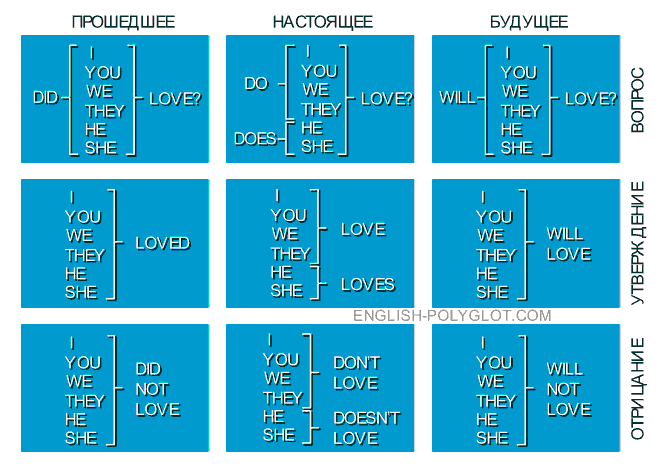 ПРОШЕДШЕЕ НАСТОЯЩЕЕ БУДУЩЕЕ
I
YOU
WE
THEY
HE
SHE
DID
LOVE?
I
YOU
WE
THEY
HE
SHE
DO
DOES
LOVE?
I
YOU
WE
THEY
HE
SHE
WILL
LOVE?
ВОПРОС
I
YOU
WE
THEY
HE
SHE
LOVED
I
YOU
WE
THEY
HE
SHE
LOVE
LOVES
I
YOU
WE
THEY
HE
SHE
WILL
LOVE
УТВЕРЖДЕНИЕ
ENGLISH-POLYGLOT.COM
I
YOU
WE
THEY
HE
SHE
DID
NOT
LOVE
I
YOU
WE
THEY
HE
SHE
DON'T
LOVE
DOESN'T
LOVE
I
YOU
WE
THEY
HE
SHE
WILL
NOT
LOVE
ОТРИЦАНИЕ